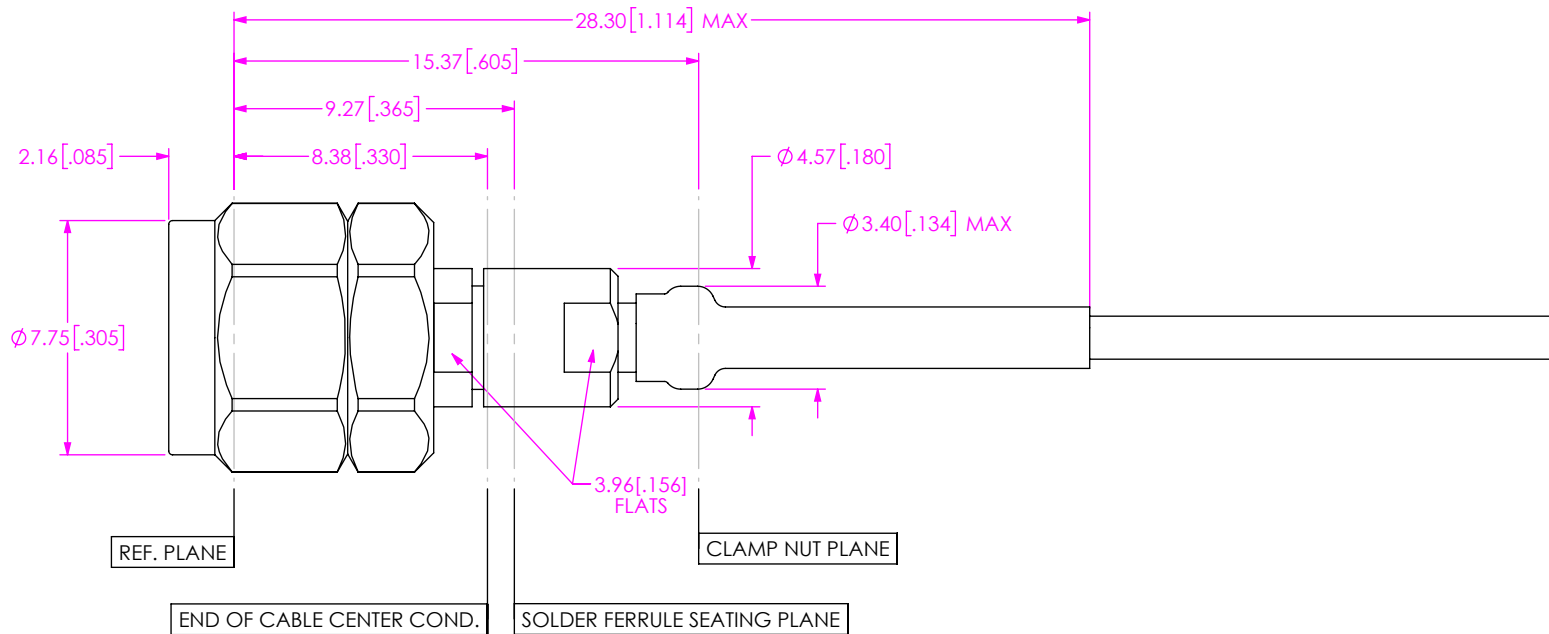 28.30[1.114] MAX
15.37[.605]
9.27[.365]
2.16[.085]
8.38[.330]
Ø4.57[.180]
Ø3.40[.134] MAX
Ø7.75[.305]
3.96[.156]
FLATS
REF. PLANE
CLAMP NUT PLANE
END OF CABLE CENTER COND.
SOLDER FERRULE SEATING PLANE